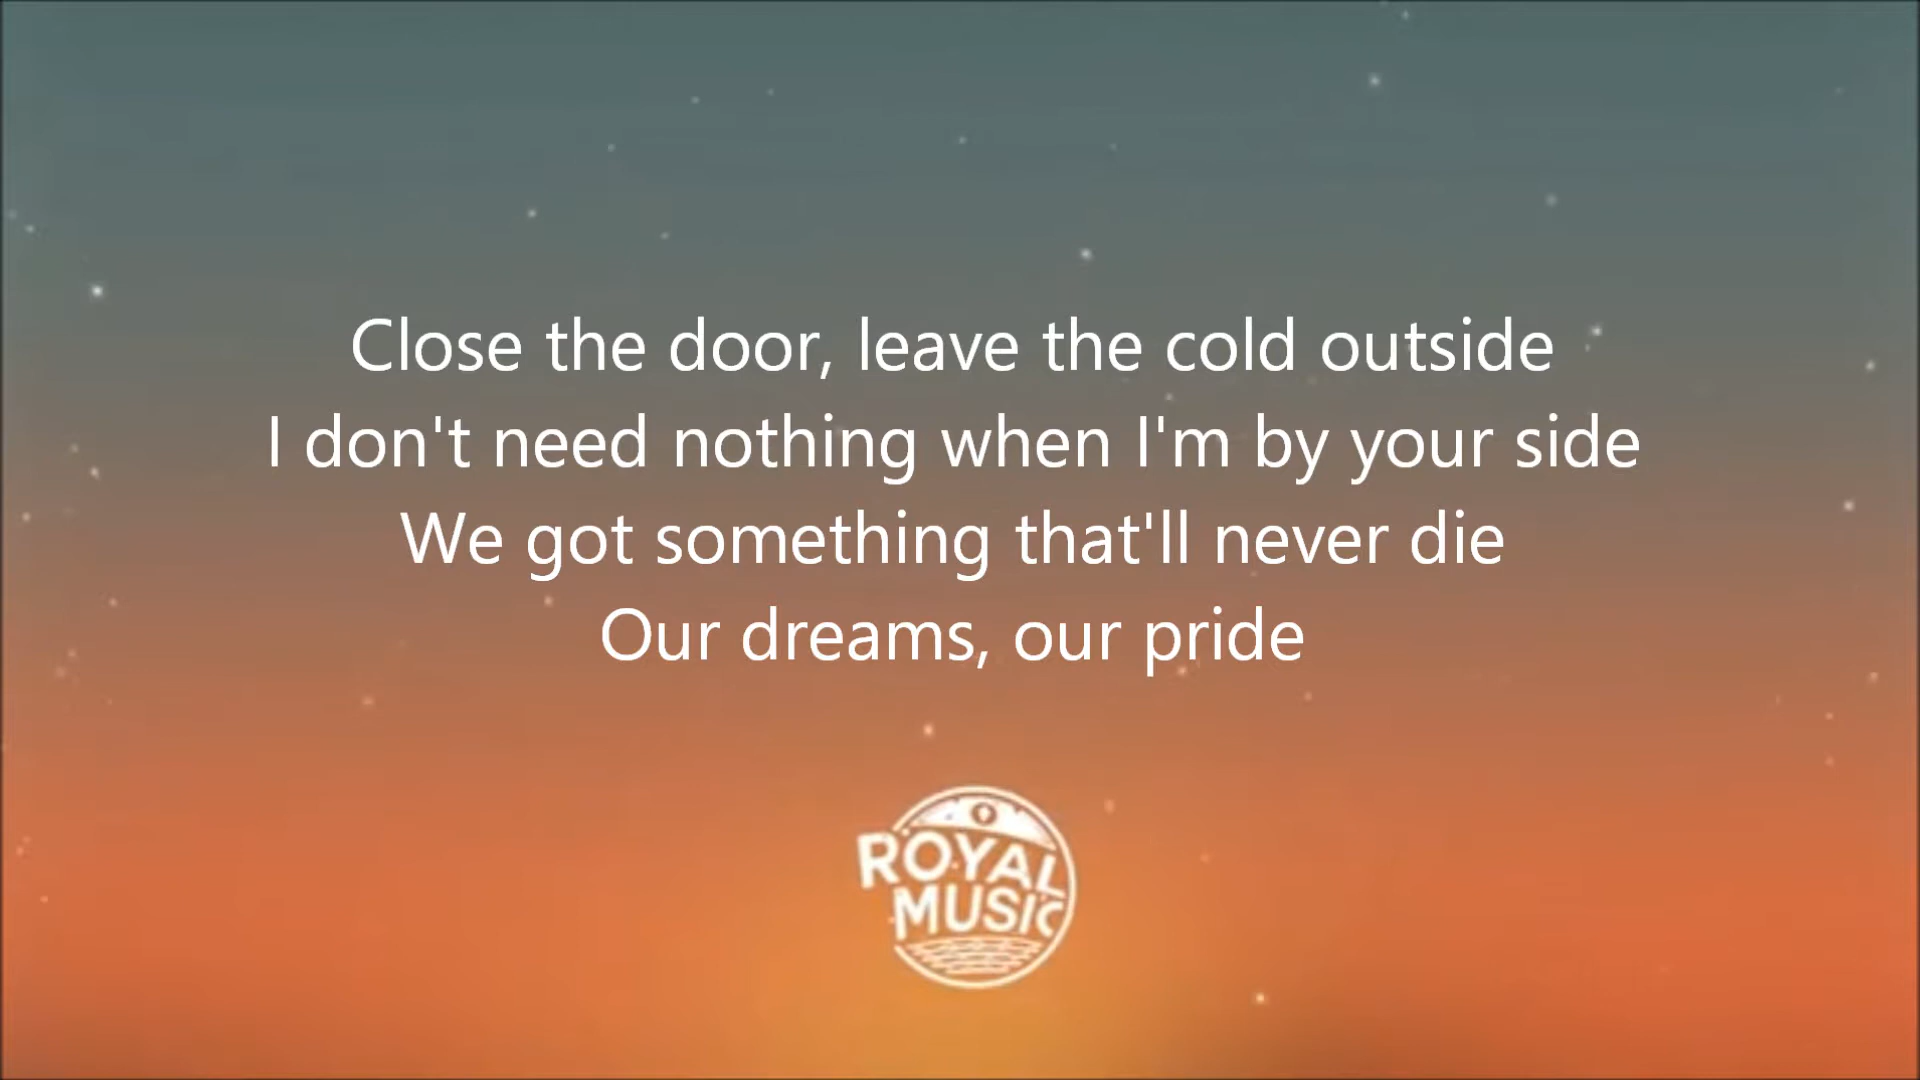 Close the door, leave the cold outside
I don't need nothing when I'm by your side
We got something that'll never die
Our dreams, our pride
ROYAL
MUSIC